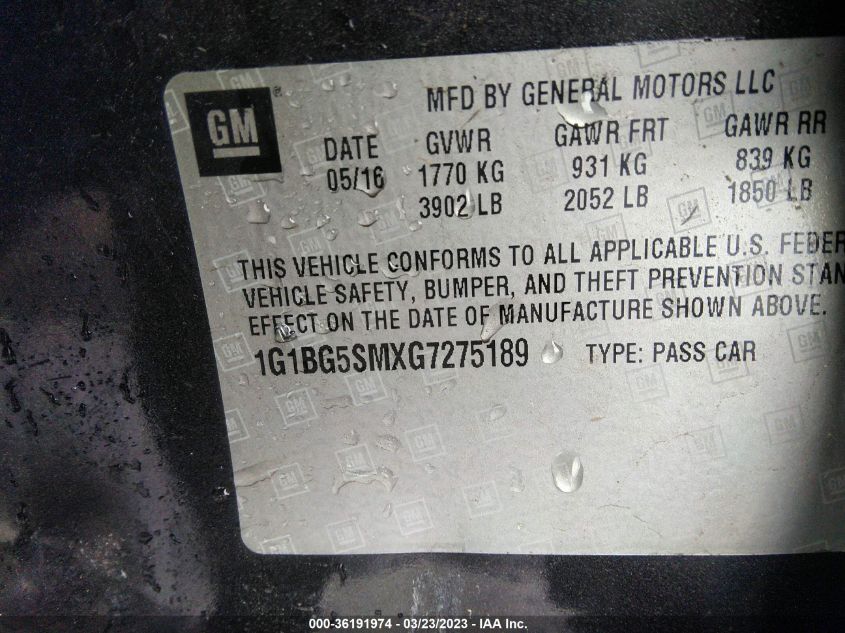 GM ®
MFD BY GENERAL MOTORS LLC
DATE GVWR GAWR FRT GAWR RR
05/16 1770 KG 931 KG 839 KG
3902 LB 2052 LB 1850 LB
THIS VEHICLE CONFORMS TO ALL APPLICABLE U.S. FEDER
VEHICLE SAFETY, BUMPER, AND THEFT PREVENTION STAN
EFFECT ON THE DATE OF MANUFACTURE SHOWN ABOVE.
1G1BG5SMXG7275189 TYPE: PASS CAR
000-36191974 - 03/23/2023 - IAA Inc.